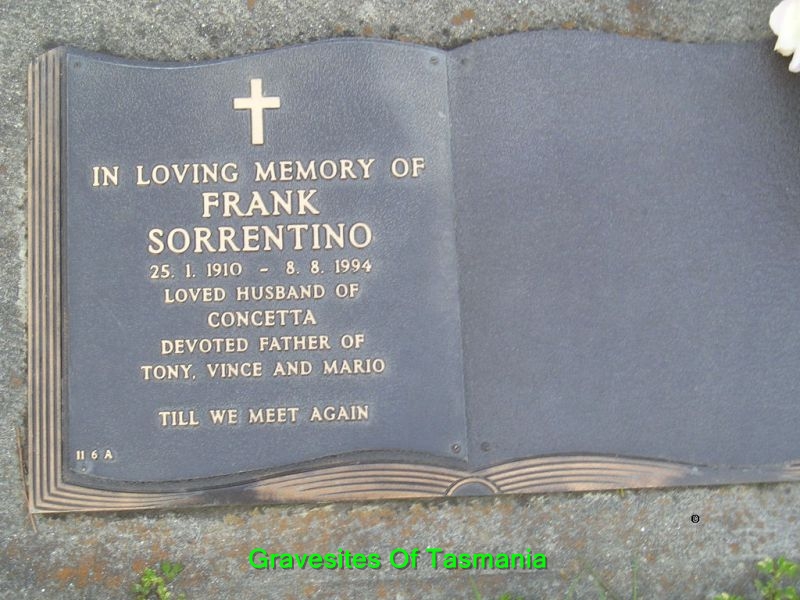 IN LOVING MEMORY OF
FRANK
SORRENTINO
25. 1. 1910 - 8. 8. 1994
LOVED HUSBAND OF
CONCETTA
DEVOTED FATHER OF
TONY, VINCE AND MARIO
TILL WE MEET AGAIN
11 6 A
©
Gravesites Of Tasmania